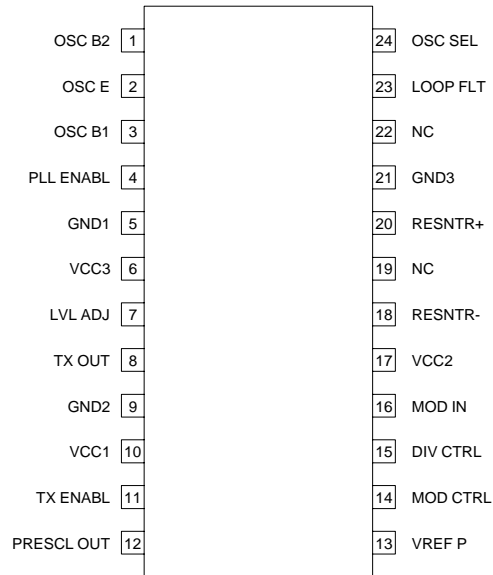 OSC B2 1 24 OSC SEL
OSC E 2 23 LOOP FLT
OSC B1 3 22 NC
PLL ENABL 4 21 GND3
GND1 5 20 RESNTR+
VCC3 6 19 NC
LVL ADJ 7 18 RESNTR-
TX OUT 8 17 VCC2
GND2 9 16 MOD IN
VCC1 10 15 DIV CTRL
TX ENABL 11 14 MOD CTRL
PRESCL OUT 12 13 VREF P